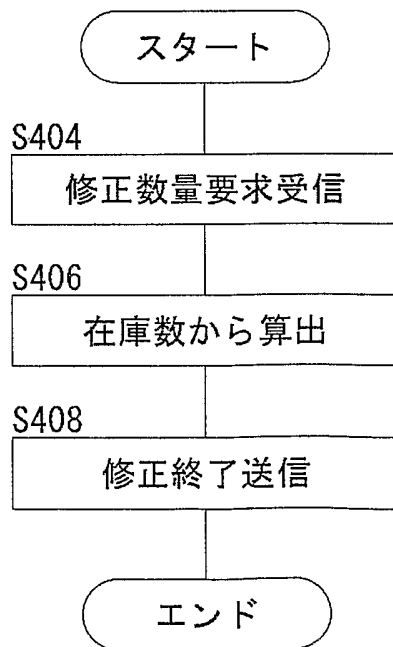 スタート
S404
修正数量要求受信
S406
在庫数から算出
S408
修正終了送信
エンド